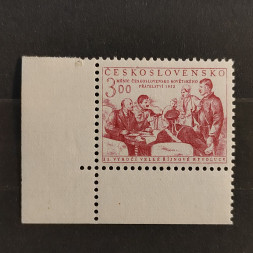 ČESKOSLOVENSKO
MĚSÍC ČESKOSLOVENSKO SOVĚTSKÉHO
PŘÁTELSTVÍ 1952
3.00
35. VÝROČÍ VELKÉ ŘÍJNOVÉ REVOLUCE